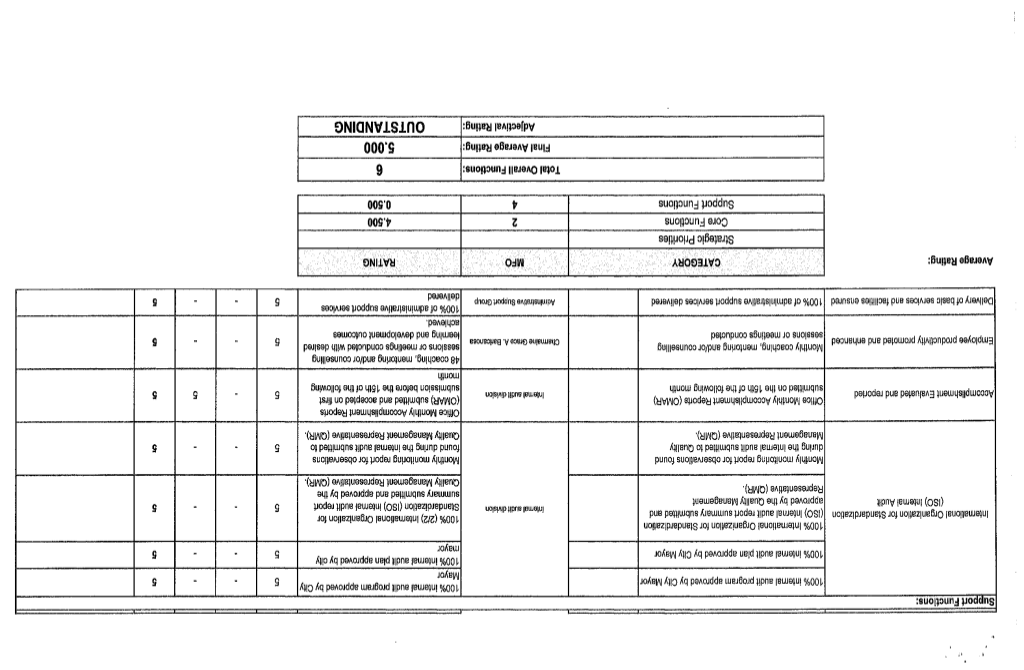 Support Functions:
International Organization for Standardization
(ISO) Internal Audit
100% internal audit program approved by City Mayor
100% internal audit program approved by City
Mayor
5 - - 5
100% internal audit plan approved by City Mayor
100% internal audit plan approved by city
mayor
5 - - 5
100% International Organization for Standardization
(ISO) internal audit report summary submitted and
approved by the Quality Management
Representative (QMR).
Internal audit division
100% (2/2) International Organization for
Standardization (ISO) internal audit report
summary submitted and approved by the
Quality Management Representative (QMR).
5 - - 5
Monthly monitoring report for observations found
during the internal audit submitted to Quality
Management Representative (QMR).
Monthly monitoring report for observations
found during the internal audit submitted to
Quality Management Representative (QMR).
5 - - 5
Accomplishment Evaluated and reported
Office Monthly Accomplishment Reports (OMAR)
submitted on the 16th of the following month
Internal audit division
Office Monthly Accomplishment Reports
(OMAR) submitted and accepted on first
submission before the 16th of the following
month
5 - 5 5
Employee productivity promoted and enhanced
Monthly coaching, mentoring and/or counselling
sessions or meetings conducted
Charmaine Grace A.
48 coaching, mentoring and/or counselling
sessions or meetings conducted with desired
learning and development outcomes
achieved.
5 - - 5
Delivery of basic services and facilities ensured
100% of administrative support services delivered
Administrative Support Group
100% of administrative support services
delivered
5 - - 5
Average Rating:
CATEGORY MFO RATING
Strategic Priorities
Core Functions 2 4.500
Support Functions 4 0.500
Total Overall Functions: 6
Final Average Rating: 5.000
Adjectival Rating: OUTSTANDING